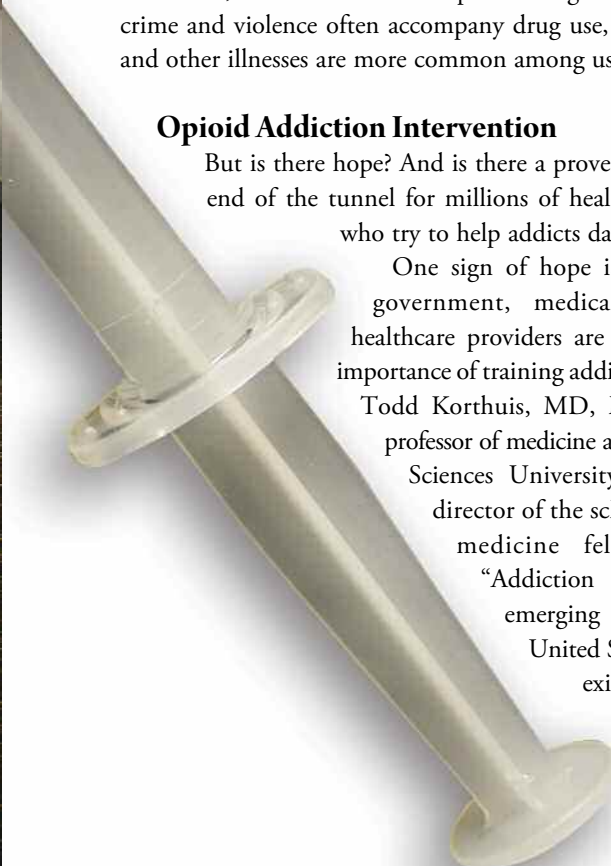 crime and violence often accompany drug use,
and other illnesses are more common among us
Opioid Addiction Intervention
But is there hope? And is there a prove
end of the tunnel for millions of heal
who try to help addicts da
One sign of hope i
government, medica
healthcare providers are
importance of training addi
Todd Korthuis, MD,
professor of medicine a
Sciences University
director of the sc
medicine fel
“Addiction
emerging
United S
exi